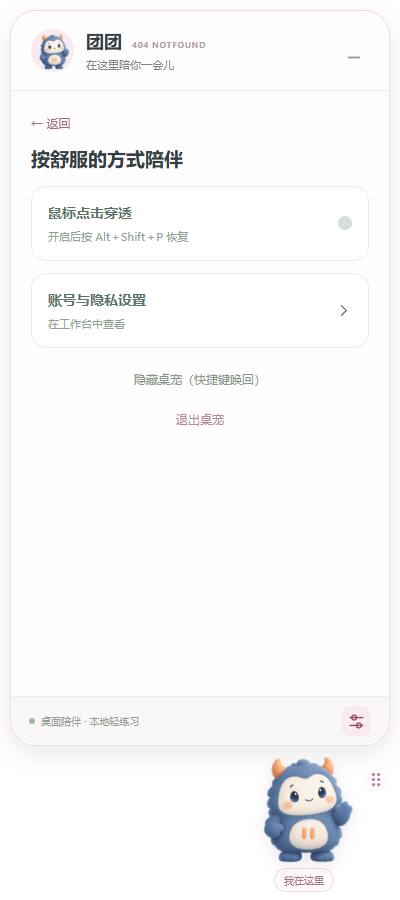 团团 404 NOTFOUND
在这里陪你一会儿
← 返回
按舒服的方式陪伴
鼠标点击穿透
开启后按 Alt + Shift + P 恢复
账号与隐私设置
在工作台中查看
隐藏桌宠（快捷键唤回）
退出桌宠
桌面陪伴 · 本地轻练习
我在这里